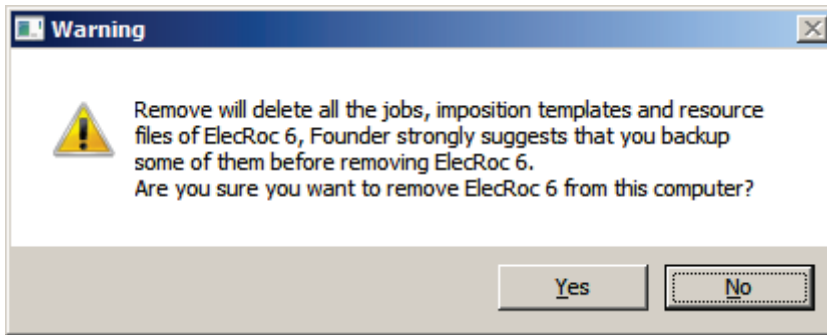 Warning
Remove will delete all the jobs, imposition templates and resource
files of ElecRoc 6, Founder strongly suggests that you backup
some of them before removing ElecRoc 6.
Are you sure you want to remove ElecRoc 6 from this computer?
Yes No